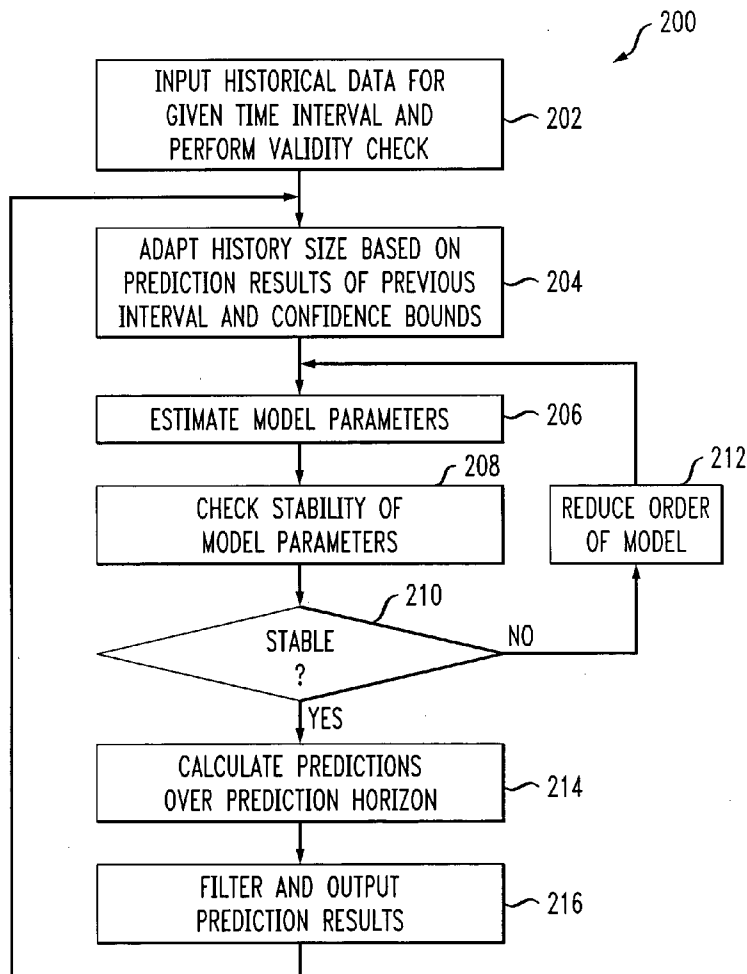 200
INPUT HISTORICAL DATA FOR
GIVEN TIME INTERVAL AND
PERFORM VALIDITY CHECK
202
ADAPT HISTORY SIZE BASED ON
PREDICTION RESULTS OF PREVIOUS
INTERVAL AND CONFIDENCE BOUNDS
204
ESTIMATE MODEL PARAMETERS
206
208
CHECK STABILITY OF
MODEL PARAMETERS
212
REDUCE ORDER
OF MODEL
210
STABLE
?
NO
YES
CALCULATE PREDICTIONS
OVER PREDICTION HORIZON
214
FILTER AND OUTPUT
PREDICTION RESULTS
216